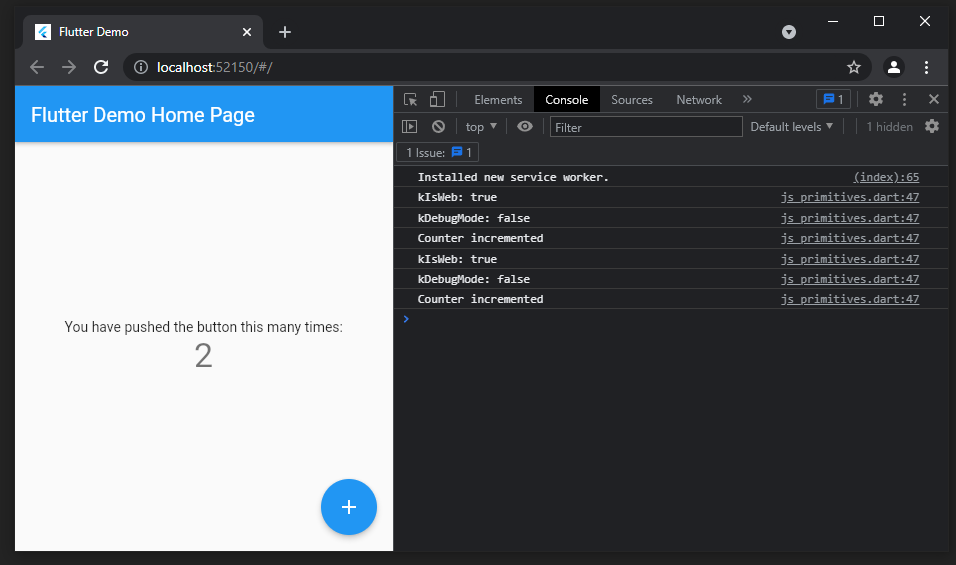 Flutter Demo
localhost:52150/#/
Flutter Demo Home Page
You have pushed the button this many times:
2
Elements Console Sources Network » 1
top Filter Default levels 1 hidden
1 Issue: 1
Installed new service worker. (index):65
kIsWeb: true js_primitives.dart:47
kDebugMode: false js_primitives.dart:47
Counter incremented js_primitives.dart:47
kIsWeb: true js_primitives.dart:47
kDebugMode: false js_primitives.dart:47
Counter incremented js_primitives.dart:47